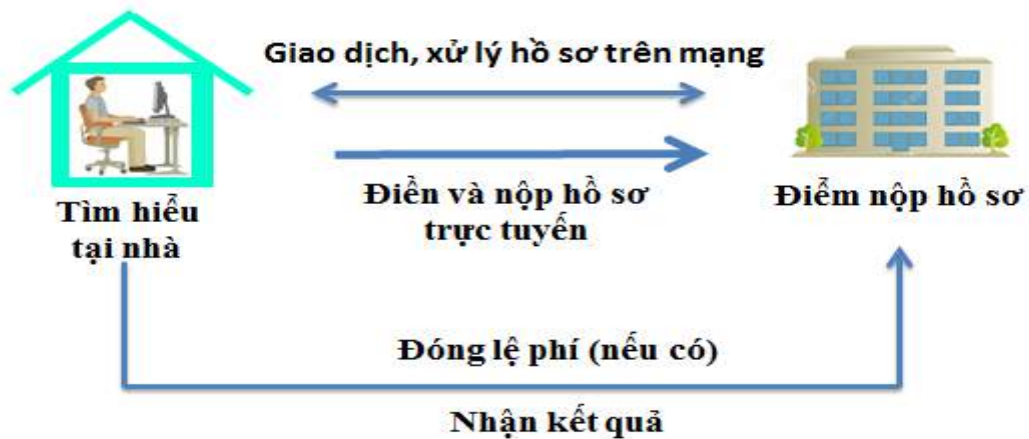 Giao dịch, xử lý hồ sơ trên mạng
Điền và nộp hồ sơ
trực tuyến
Tìm hiểu
tại nhà
Điểm nộp hồ sơ
Đóng lệ phí (nếu có)
Nhận kết quả